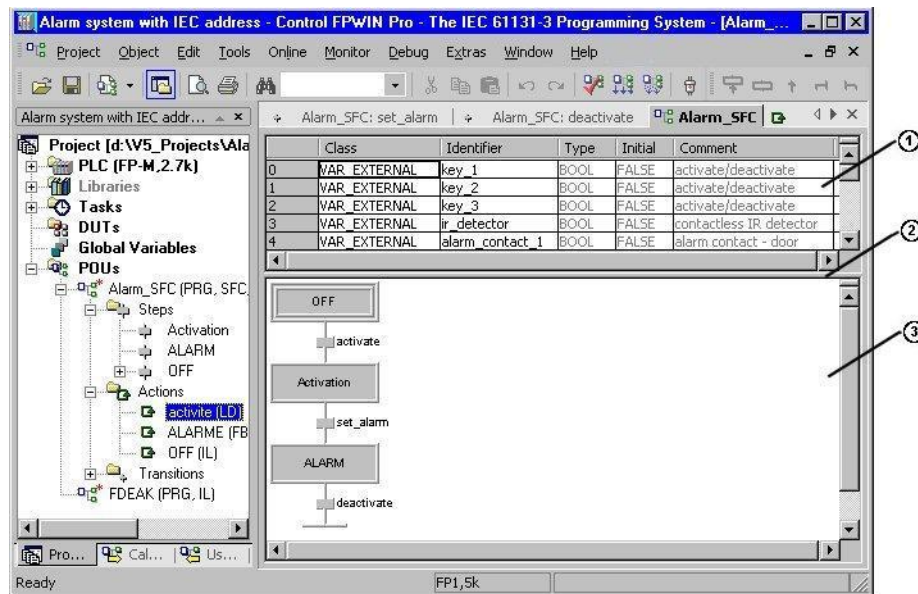 Alarm system with IEC address - Control FPWIN Pro - The IEC 61131-3 Programming System - [Alarm_...
Project Object Edit Tools Online Monitor Debug Extras Window Help
Alarm system with IEC addr...
Alarm_SFC: set_alarm
Alarm_SFC: deactivate
Alarm_SFC
Project [d:\V5_Projects\Ala
PLC (FP-M,2.7k)
Libraries
Tasks
DUTs
Global Variables
POUs
Alarm_SFC (PRG, SFC,
Steps
Activation
ALARM
OFF
Actions
activite (LD)
ALARME (FB
OFF (IL)
Transitions
FDEAK (PRG, IL)
Pro... Cal... Us...
Class Identifier Type Initial Comment
0 VAR_EXTERNAL key_1 BOOL FALSE activate/deactivate
1 VAR_EXTERNAL key_2 BOOL FALSE activate/deactivate
2 VAR_EXTERNAL key_3 BOOL FALSE activate/deactivate
3 VAR_EXTERNAL ir_detector BOOL FALSE contactless IR detector
4 VAR_EXTERNAL alarm_contact_1 BOOL FALSE alarm contact - door
OFF
activate
Activation
set_alarm
ALARM
deactivate
1
2
3
Ready
FP1,5k